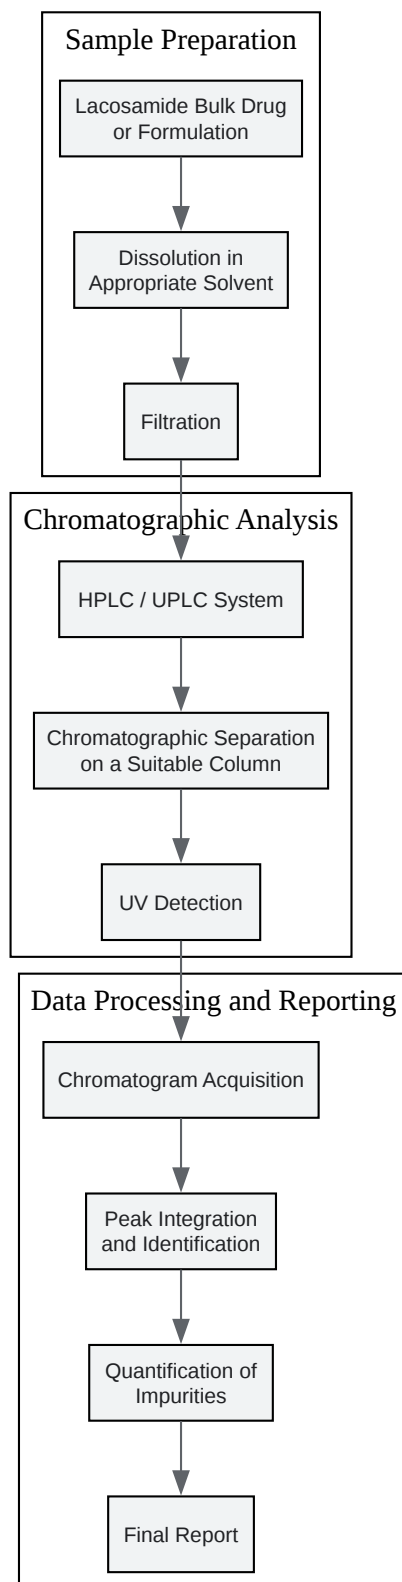 Sample Preparation
Lacosamide Bulk Drug
or Formulation
Dissolution in
Appropriate Solvent
Filtration
Chromatographic Analysis
HPLC / UPLC System
Chromatographic Separation
on a Suitable Column
UV Detection
Data Processing and Reporting
Chromatogram Acquisition
Peak Integration
and Identification
Quantification of
Impurities
Final Report